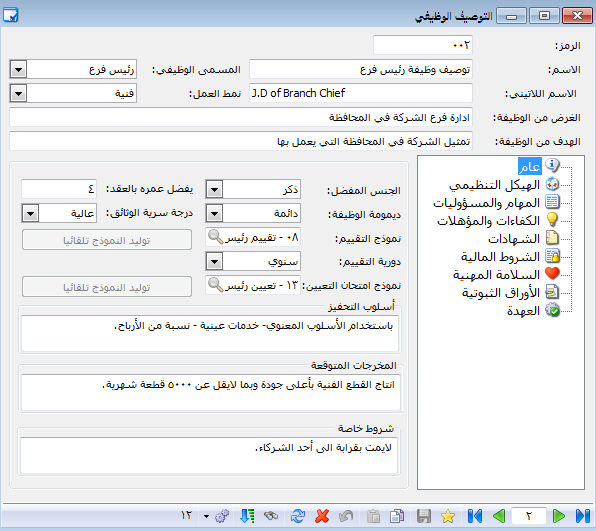 التوصيف الوظيفي
الرمز: ٠٠٢
الاسم: توصيف وظيفة رئيس فرع المسمى الوظيفي: رئيس فرع
الاسم اللاتيني: J.D of Branch Chief نمط العمل: فنية
الغرض من الوظيفة: ادارة فرع الشركة في المحافظة
الهدف من الوظيفة: تمثيل الشركة في المحافظة التي يعمل بها
عام
الهيكل التنظيمي
المهام والمسؤوليات
الكفاءات والمؤهلات
الشهادات
الشروط المالية
السلامة المهنية
الأوراق الثبوتية
العهدة
الجنس المفضل: ذكر يفضل عمره بالعقد: ٤
ديمومة الوظيفة: دائمة درجة سرية الوثائق: عالية
نموذج التقييم: ٠٨ - تقييم رئيس توليد النموذج تلقائيا
دورية التقييم: سنوي
نموذج امتحان التعيين: ١٣ - تعيين رئيس توليد النموذج تلقائيا
أسلوب التحفيز
باستخدام الأسلوب المعنوي- خدمات عينية - نسبة من الأرباح.
المخرجات المتوقعة
انتاج القطع الفنية بأعلى جودة وبما لايقل عن ٥٠٠٠ قطعة شهرية.
شروط خاصة
لايمت بقرابة الى أحد الشركاء.
٢
١٢